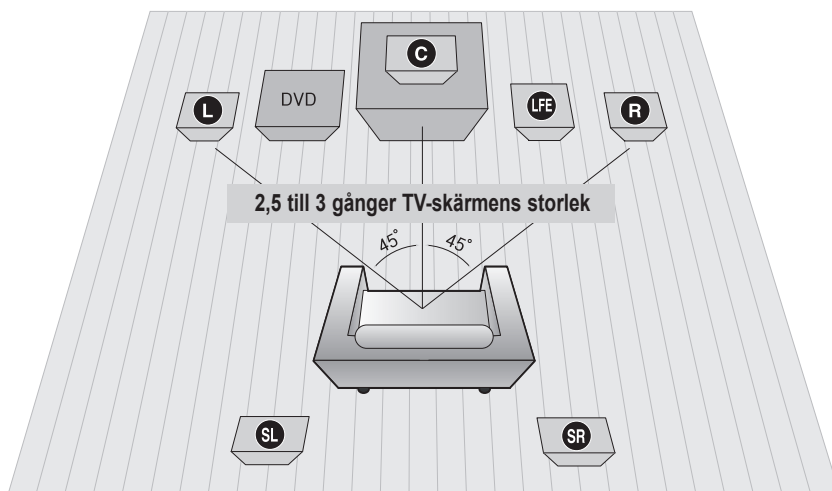 C
L
DVD
LFE
R
2,5 till 3 gånger TV-skärmens storlek
45°
45°
SL
SR